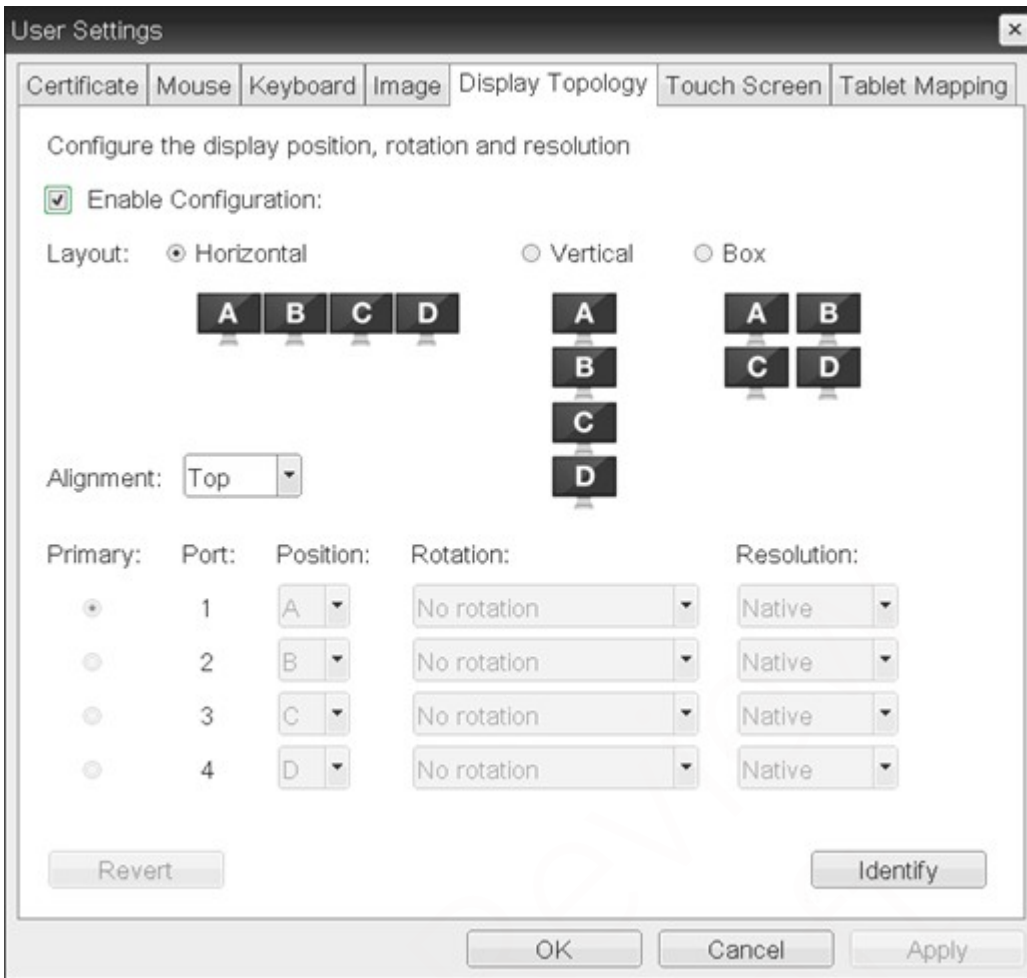 User Settings
Certificate Mouse Keyboard Image Display Topology Touch Screen Tablet Mapping
Configure the display position, rotation and resolution
Enable Configuration:
Layout: Horizontal Vertical Box
A B C D A A B
B C D
C
D
Alignment: Top
Primary: Port: Position: Rotation: Resolution:
1 A No rotation Native
2 B No rotation Native
3 C No rotation Native
4 D No rotation Native
Revert Identify
OK Cancel Apply